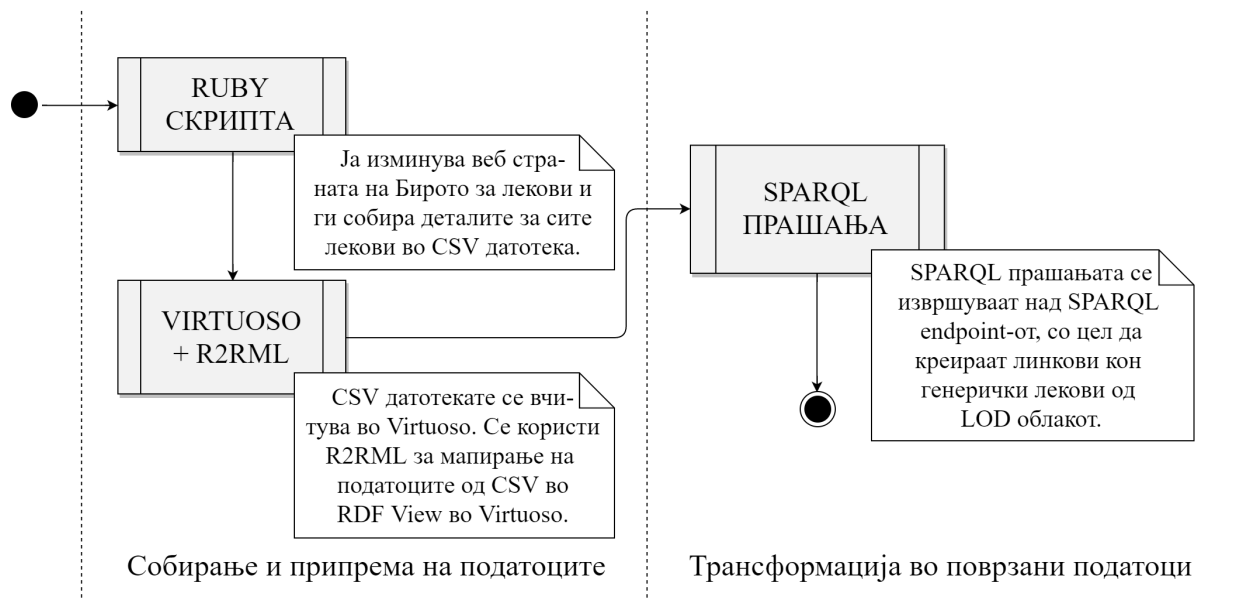 RUBY
СКРИПТА
Ја изминува веб стра-
ната на Бирото за лекови и
ги собира деталите за сите
лекови во CSV датотека.
VIRTUOSO
+ R2RML
CSV датотекате се вчи-
тува во Virtuoso. Се користи
R2RML за мапирање на
податоците од CSV во
RDF View во Virtuoso.
Собирање и припрема на податоците
SPARQL
ПРАШАЊА
SPARQL прашањата се
извршуваат над SPARQL
endpoint-от, со цел да
креираат линкови кон
генерички лекови од
LOD облакот.
Трансформација во поврзани податоци